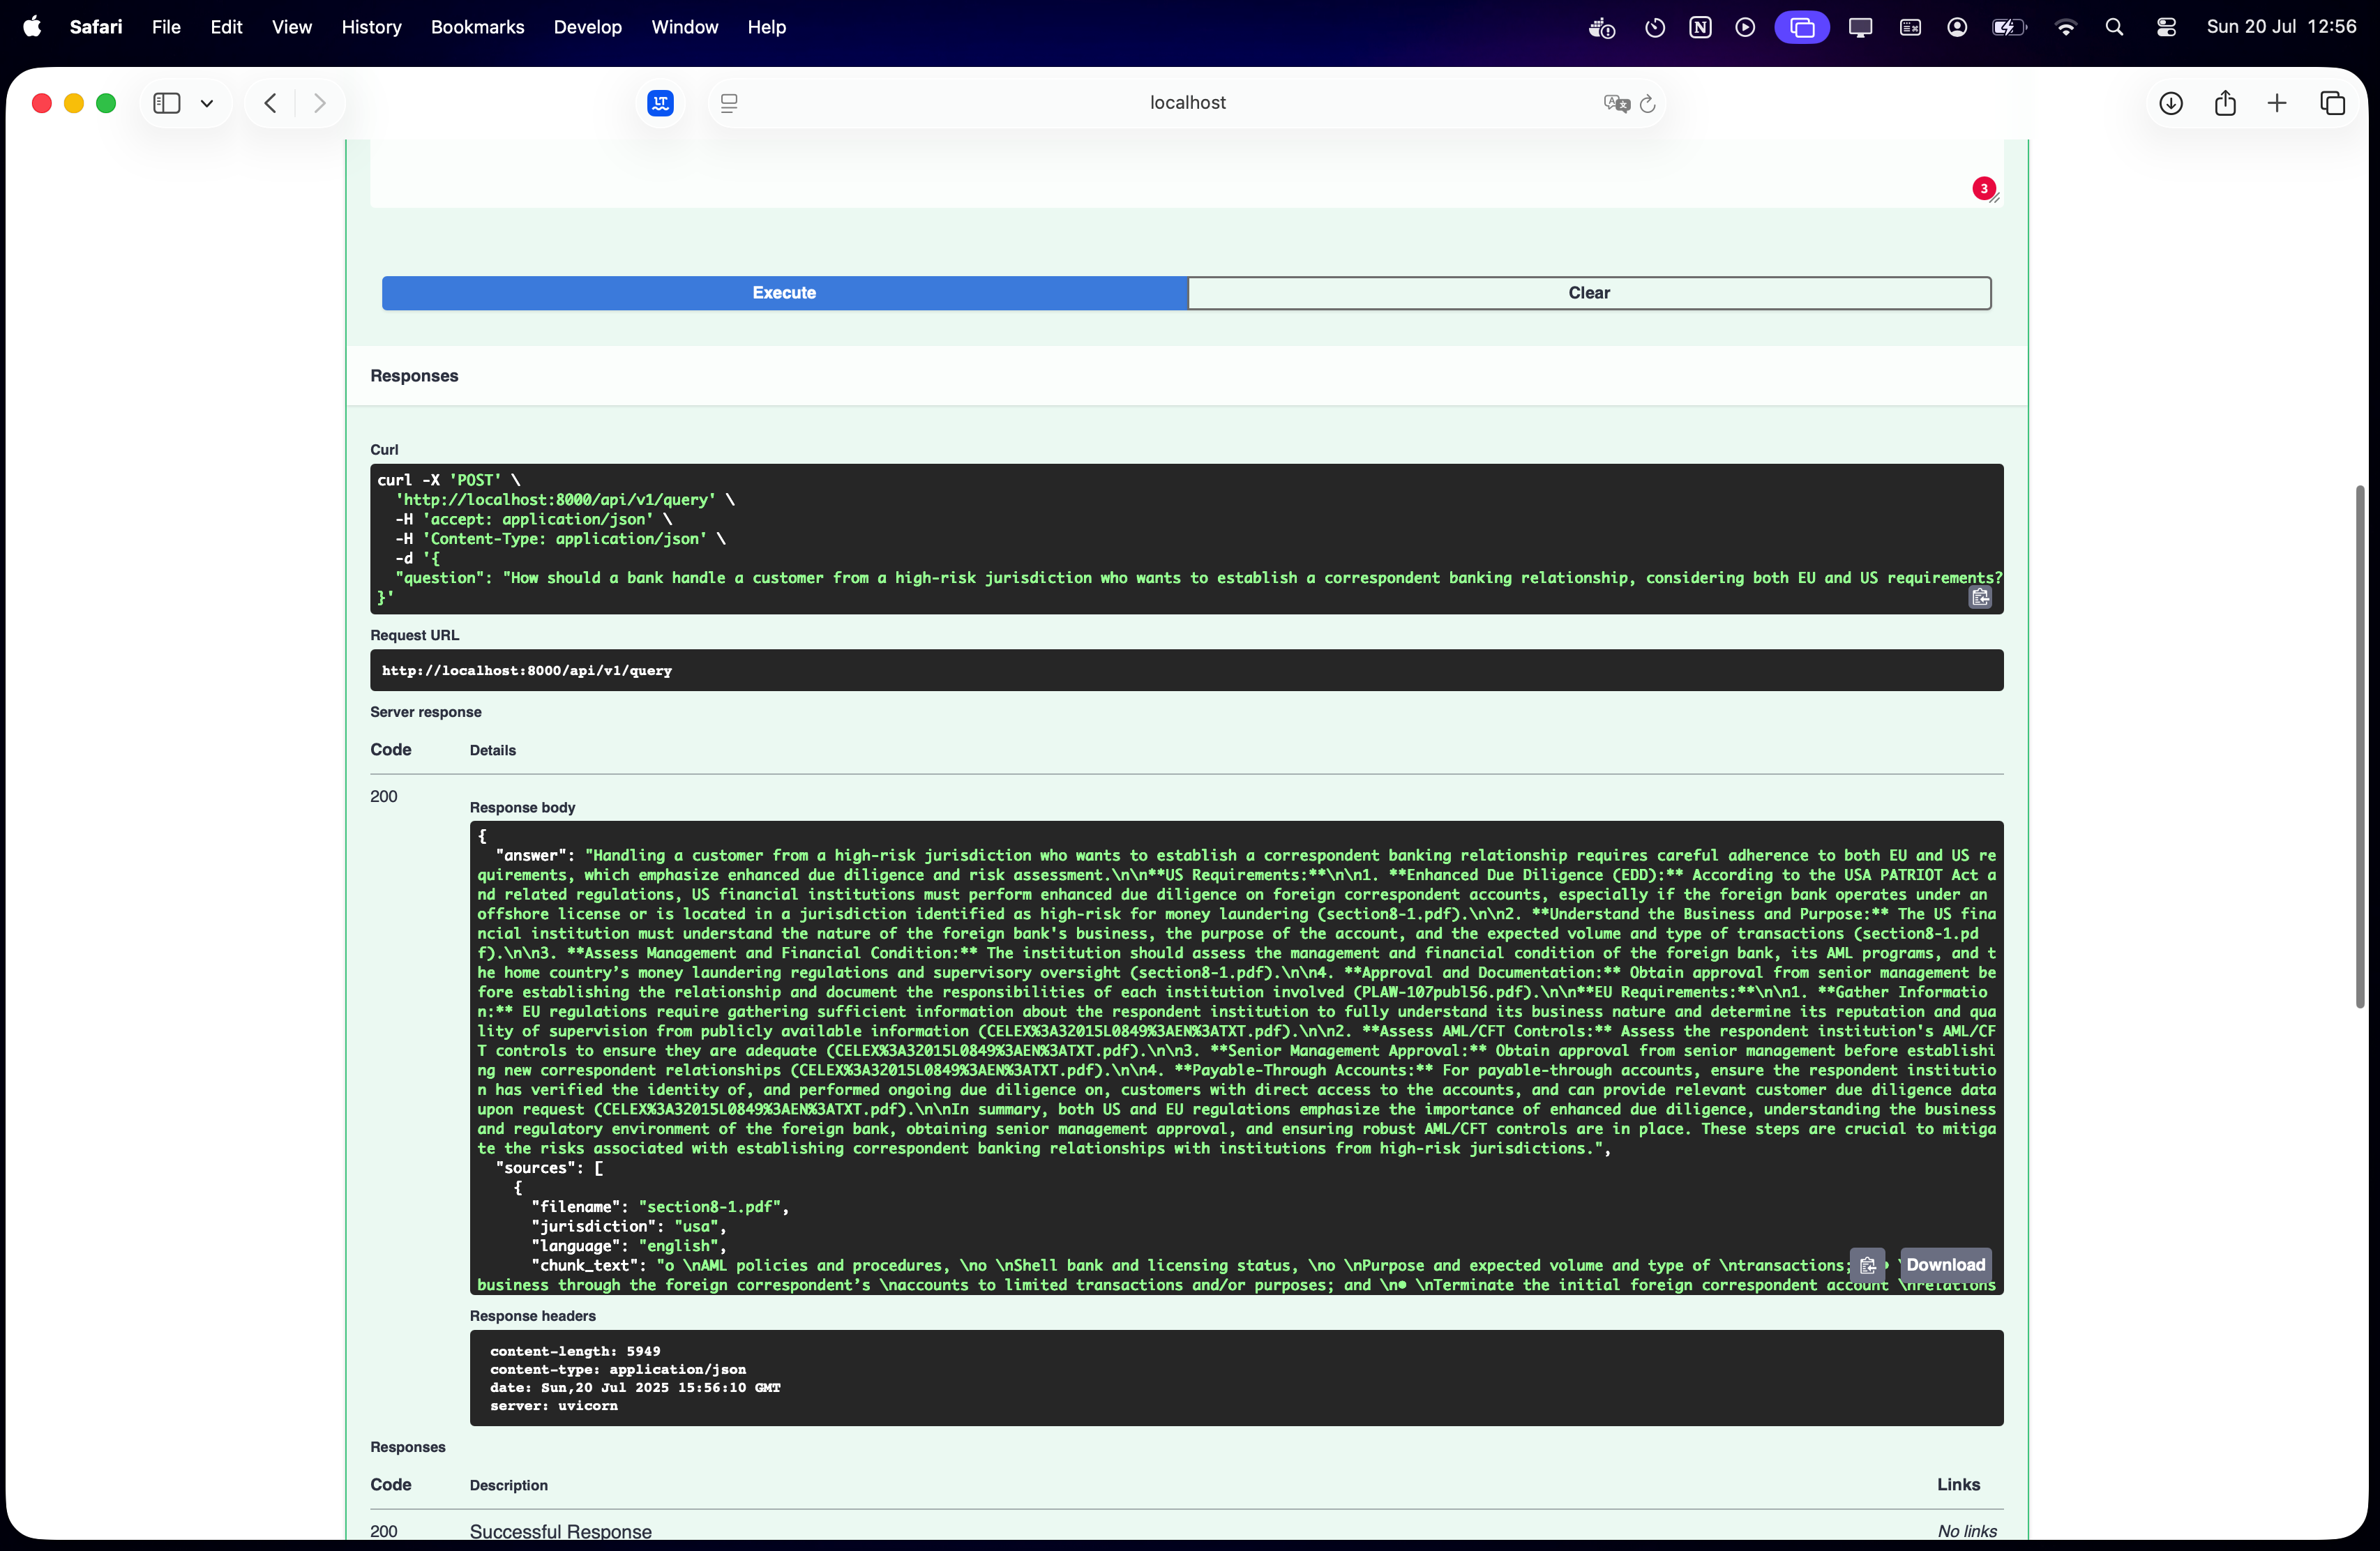 Safari File Edit View History Bookmarks Develop Window Help Sun 20 Jul 12:56
localhost
3
Execute Clear
Responses
Curl
curl -X 'POST' \
'http://localhost:8000/api/v1/query' \
-H 'accept: application/json' \
-H 'Content-Type: application/json' \
-d '{
"question": "How should a bank handle a customer from a high-risk jurisdiction who wants to establish a correspondent banking relationship, considering both EU and US requirements?
}'
Request URL
http://localhost:8000/api/v1/query
Server response
Code Details
200
Response body
{
"answer": "Handling a customer from a high-risk jurisdiction who wants to establish a correspondent banking relationship requires careful adherence to both EU and US re
quirements, which emphasize enhanced due diligence and risk assessment.\n\n**US Requirements:**\n\n1. **Enhanced Due Diligence (EDD):** According to the USA PATRIOT Act a
nd related regulations, US financial institutions must perform enhanced due diligence on foreign correspondent accounts, especially if the foreign bank operates under an
offshore license or is located in a jurisdiction identified as high-risk for money laundering (section8-1.pdf).\n\n2. **Understand the Business and Purpose:** The US fina
ncial institution must understand the nature of the foreign bank's business, the purpose of the account, and the expected volume and type of transactions (section8-1.pd
f).\n\n3. **Assess Management and Financial Condition:** The institution should assess the management and financial condition of the foreign bank, its AML programs, and t
he home country’s money laundering regulations and supervisory oversight (section8-1.pdf).\n\n4. **Approval and Documentation:** Obtain approval from senior management be
fore establishing the relationship and document the responsibilities of each institution involved (PLAW-107publ56.pdf).\n\n**EU Requirements:**\n\n1. **Gather Informatio
n:** EU regulations require gathering sufficient information about the respondent institution to fully understand its business nature and determine its reputation and qua
lity of supervision from publicly available information (CELEX%3A32015L0849%3AEN%3ATXT.pdf).\n\n2. **Assess AML/CFT Controls:** Assess the respondent institution's AML/CF
T controls to ensure they are adequate (CELEX%3A32015L0849%3AEN%3ATXT.pdf).\n\n3. **Senior Management Approval:** Obtain approval from senior management before establishi
ng new correspondent relationships (CELEX%3A32015L0849%3AEN%3ATXT.pdf).\n\n4. **Payable-Through Accounts:** For payable-through accounts, ensure the respondent institutio
n has verified the identity of, and performed ongoing due diligence on, customers with direct access to the accounts, and can provide relevant customer due diligence data
upon request (CELEX%3A32015L0849%3AEN%3ATXT.pdf).\n\nIn summary, both US and EU regulations emphasize the importance of enhanced due diligence, understanding the business
and regulatory environment of the foreign bank, obtaining senior management approval, and ensuring robust AML/CFT controls are in place. These steps are crucial to mitiga
te the risks associated with establishing correspondent banking relationships with institutions from high-risk jurisdictions.",
"sources": [
{
"filename": "section8-1.pdf",
"jurisdiction": "usa",
"language": "english",
"chunk_text": "o \nAML policies and procedures, \no \nShell bank and licensing status, \no \nPurpose and expected volume and type of \ntransactions;
business through the foreign correspondent’s \naccounts to limited transactions and/or purposes; and \n● \nTerminate the initial foreign correspondent account \nrelations
Download
Response headers
content-length: 5949
content-type: application/json
date: Sun,20 Jul 2025 15:56:10 GMT
server: uvicorn
Responses
Code Description Links
200 Successful Response No links